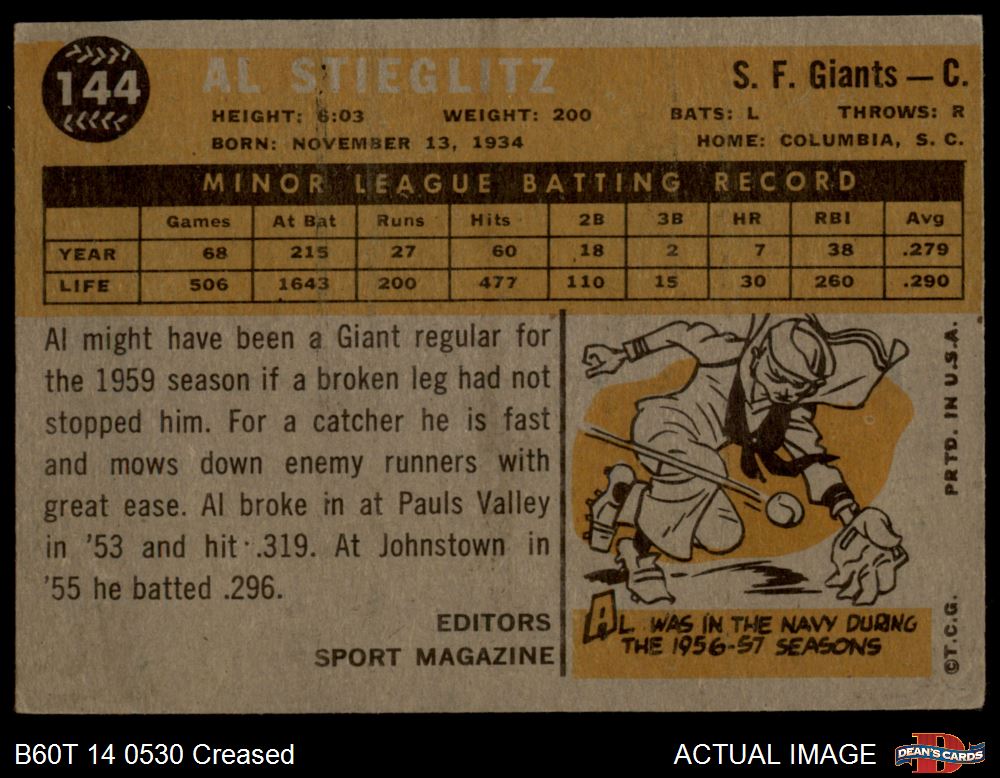 144
AL STIEGLITZ
S. F. Giants — C.
HEIGHT: 6:03 WEIGHT: 200 BATS: L THROWS: R
BORN: NOVEMBER 13, 1934 HOME: COLUMBIA, S. C.
MINOR LEAGUE BATTING RECORD
Games At Bat Runs Hits 2B 3B HR RBI Avg
YEAR 68 215 27 60 18 2 7 38 .279
LIFE 506 1643 200 477 110 15 30 260 .290
Al might have been a Giant regular for
the 1959 season if a broken leg had not
stopped him. For a catcher he is fast
and mows down enemy runners with
great ease. Al broke in at Pauls Valley
in '53 and hit .319. At Johnstown in
'55 he batted .296.
EDITORS
SPORT MAGAZINE
AL WAS IN THE NAVY DURING
THE 1956-57 SEASONS
©T.C.G. PRTD. IN U.S.A.
B60T 14 0530 Creased
ACTUAL IMAGE
DEAN'S CARDS